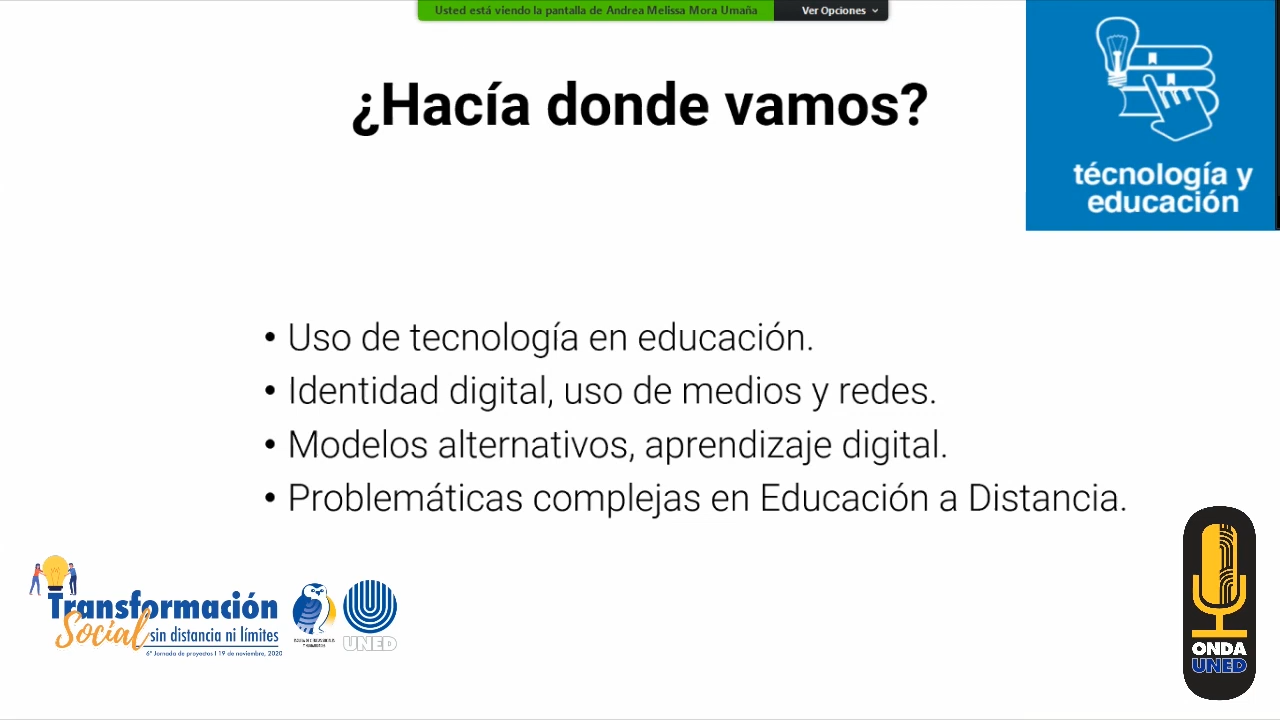 Usted está viendo la pantalla de Andrea Melissa Mora Umaña
Ver Opciones
¿Hacía donde vamos?
técnología y
educación
• Uso de tecnología en educación.
• Identidad digital, uso de medios y redes.
• Modelos alternativos, aprendizaje digital.
• Problemáticas complejas en Educación a Distancia.
Transformación
Social sin distancia ni límites
6ª Jornada de proyectos | 19 de noviembre, 2020
UNED
ONDA
UNED